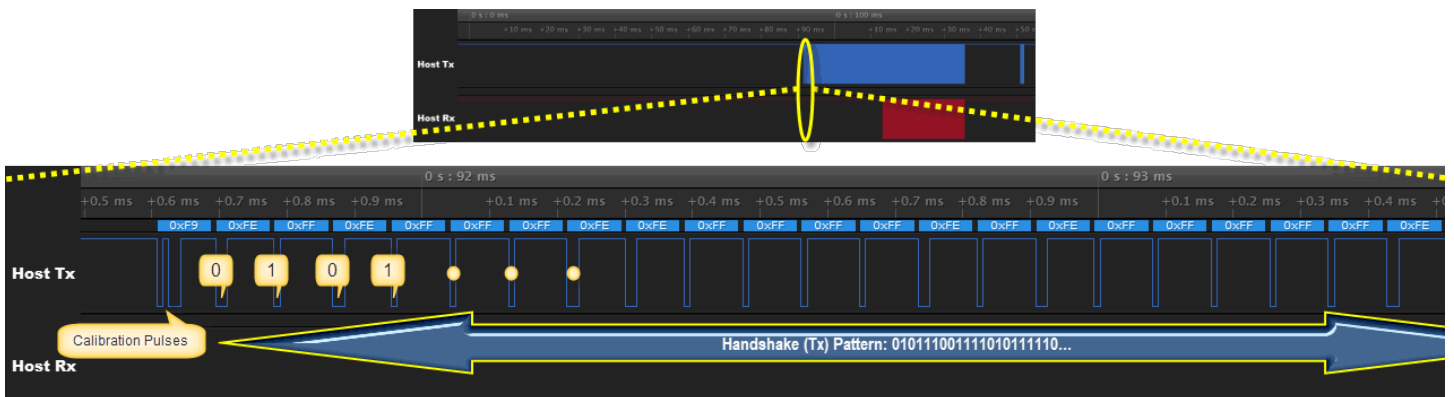 0 s : 0 ms 0 s : 100 ms
+10 ms +20 ms +30 ms +40 ms +50 ms +60 ms +70 ms +80 ms +90 ms +10 ms +20 ms +30 ms +40 ms
Host Tx
Host Rx
0 s : 92 ms 0 s : 93 ms
+0.5 ms +0.6 ms +0.7 ms +0.8 ms +0.9 ms +0.1 ms +0.2 ms +0.3 ms +0.4 ms +0.5 ms +0.6 ms +0.7 ms +0.8 ms +0.9 ms +0.1 ms +0.2 ms +0.3 ms +0.4 ms
0xF9 0xFE 0xFF 0xFE 0xFF 0xFF 0xFF 0xFE 0xFE 0xFF 0xFF 0xFF 0xFF 0xFF 0xFE 0xFF 0xFE 0xFF 0xFF 0xFF 0xFF 0xFE
Host Tx
0 1 0 1
Calibration Pulses
Handshake (Tx) Pattern: 010111001111010111110...
Host Rx